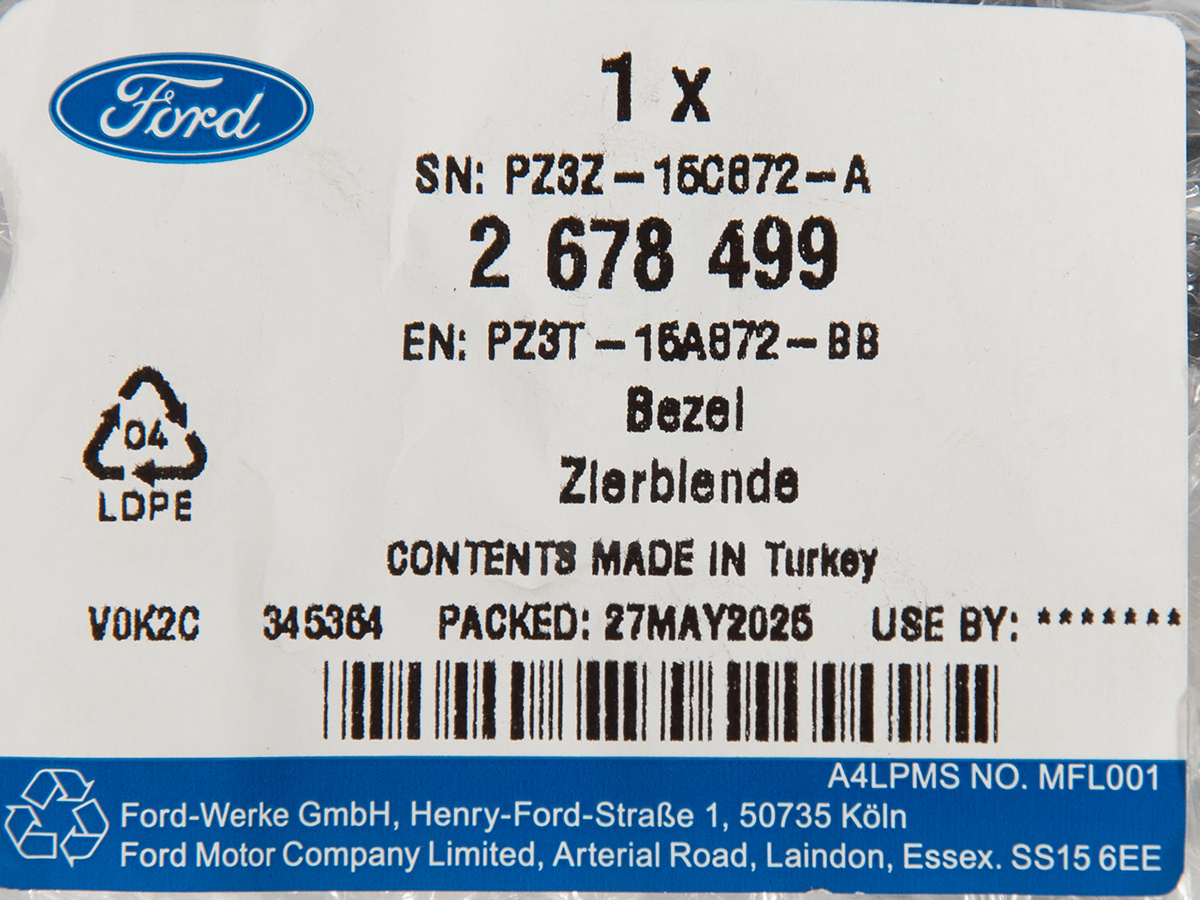 Ford
1 x
SN: PZ3Z-15C872-A
2 678 499
EN: PZ3T-15A872-BB
Bezel
Zierblende
04
LDPE
CONTENTS MADE IN Turkey
V0K2C 345364 PACKED: 27MAY2025 USE BY: *******
A4LPMS NO. MFL001
Ford-Werke GmbH, Henry-Ford-Straße 1, 50735 Köln
Ford Motor Company Limited, Arterial Road, Laindon, Essex. SS15 6EE